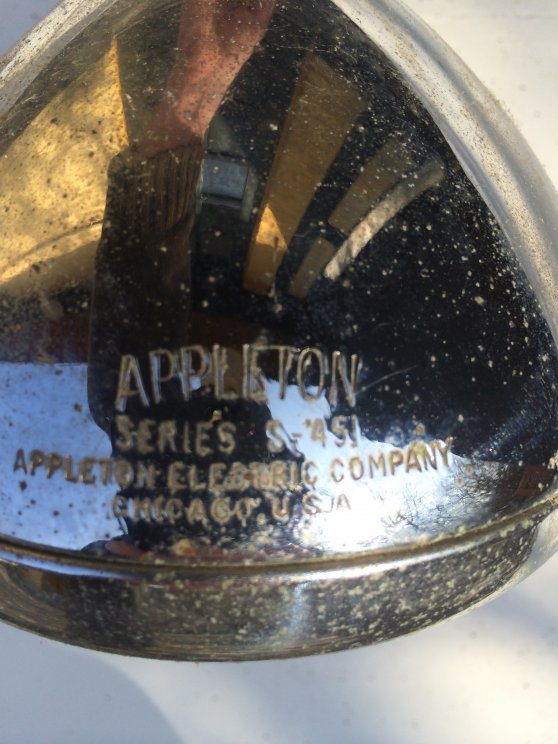 APPLETON
SERIES S-451
APPLETON ELECTRIC COMPANY
CHICAGO, U.S.A